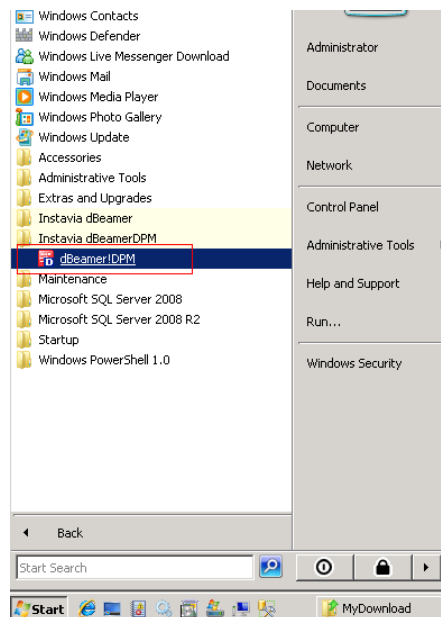 Windows Contacts
Windows Defender
Windows Live Messenger Download
Windows Mail
Windows Media Player
Windows Photo Gallery
Windows Update
Accessories
Administrative Tools
Extras and Upgrades
Instavia dBeamer
Instavia dBeamerDPM
dBeamer!DPM
Maintenance
Microsoft SQL Server 2008
Microsoft SQL Server 2008 R2
Startup
Windows PowerShell 1.0
Back
Start Search
Administrator
Documents
Computer
Network
Control Panel
Administrative Tools
Help and Support
Run...
Windows Security
Start
MyDownload